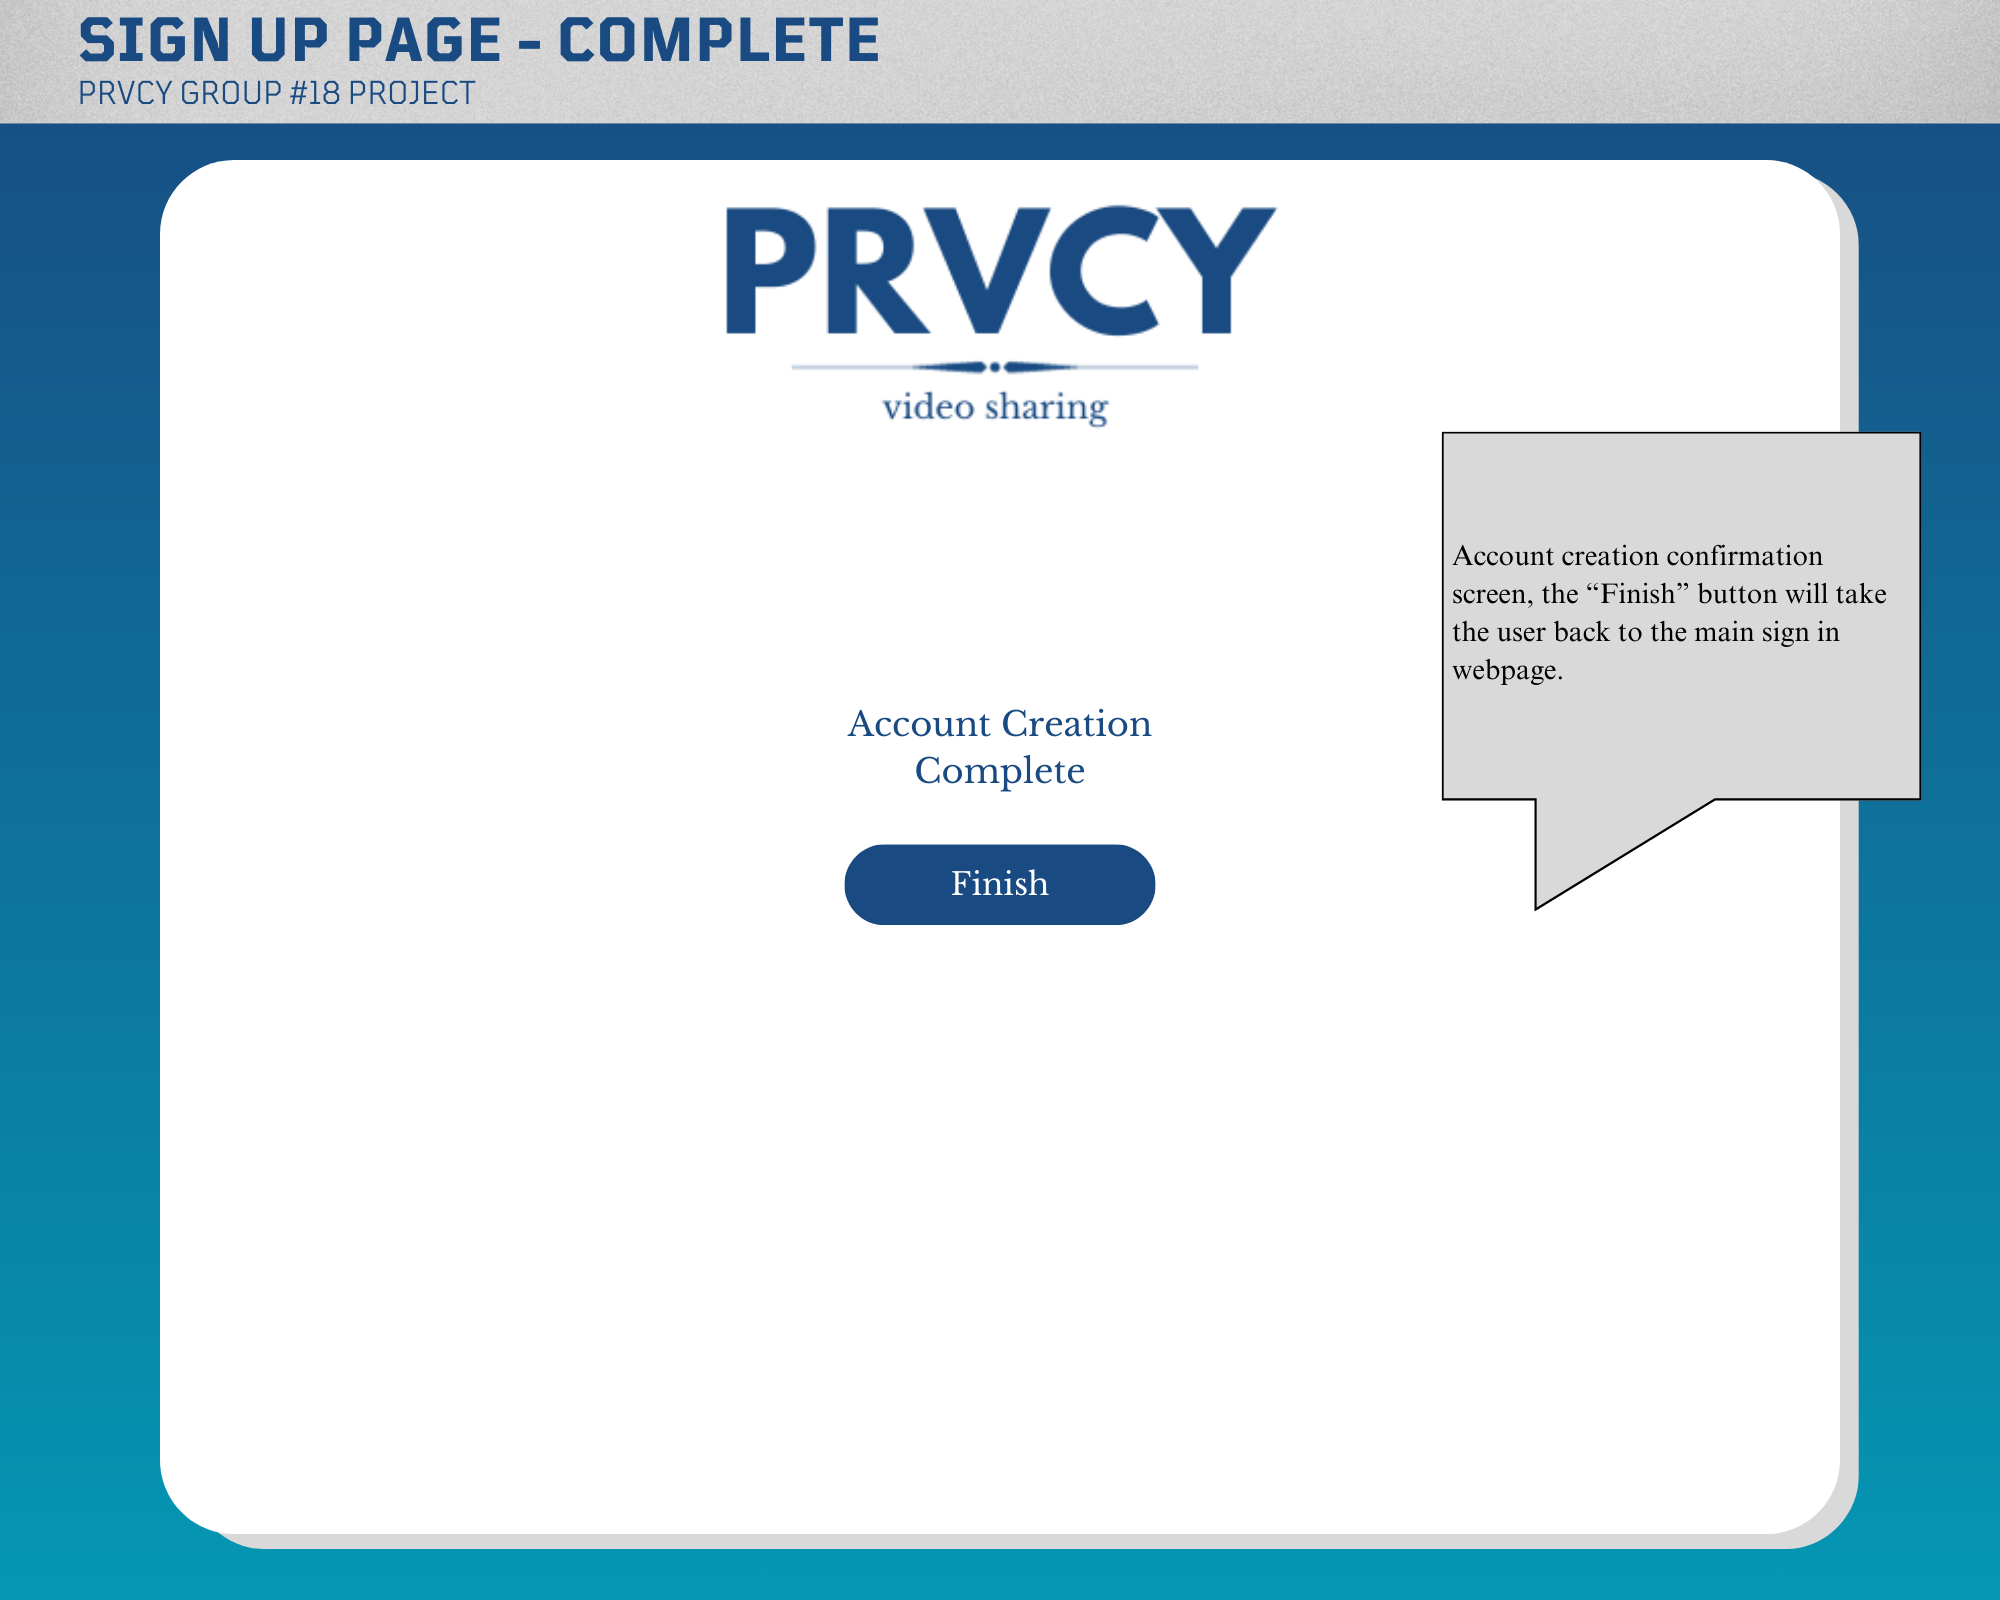 SIGN UP PAGE - COMPLETE
PRVCY GROUP #18 PROJECT
PRVCY
video sharing
Account creation confirmation
screen, the “Finish” button will take
the user back to the main sign in
webpage.
Account Creation
Complete
Finish